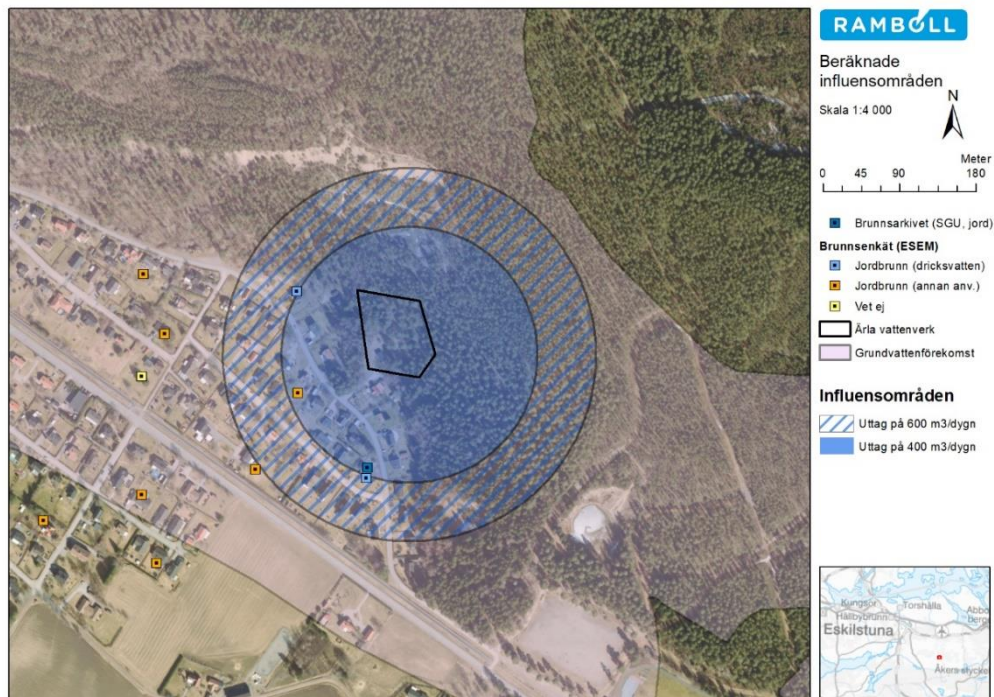 RAMBOLL
Beräknade
influensområden
Skala 1:4 000
N
Meter
0 45 90 180
Brunnsarkivet (SGU, jord)
Brunnsenkät (ESEM)
Jordbrunn (dricksvatten)
Jordbrunn (annan anv.)
Vet ej
Ärla vattenverk
Grundvattenförekomst
Influensområden
Uttag på 600 m3/dygn
Uttag på 400 m3/dygn
Kungsör
Torshälla
Hällbybrunn
Eskilstuna